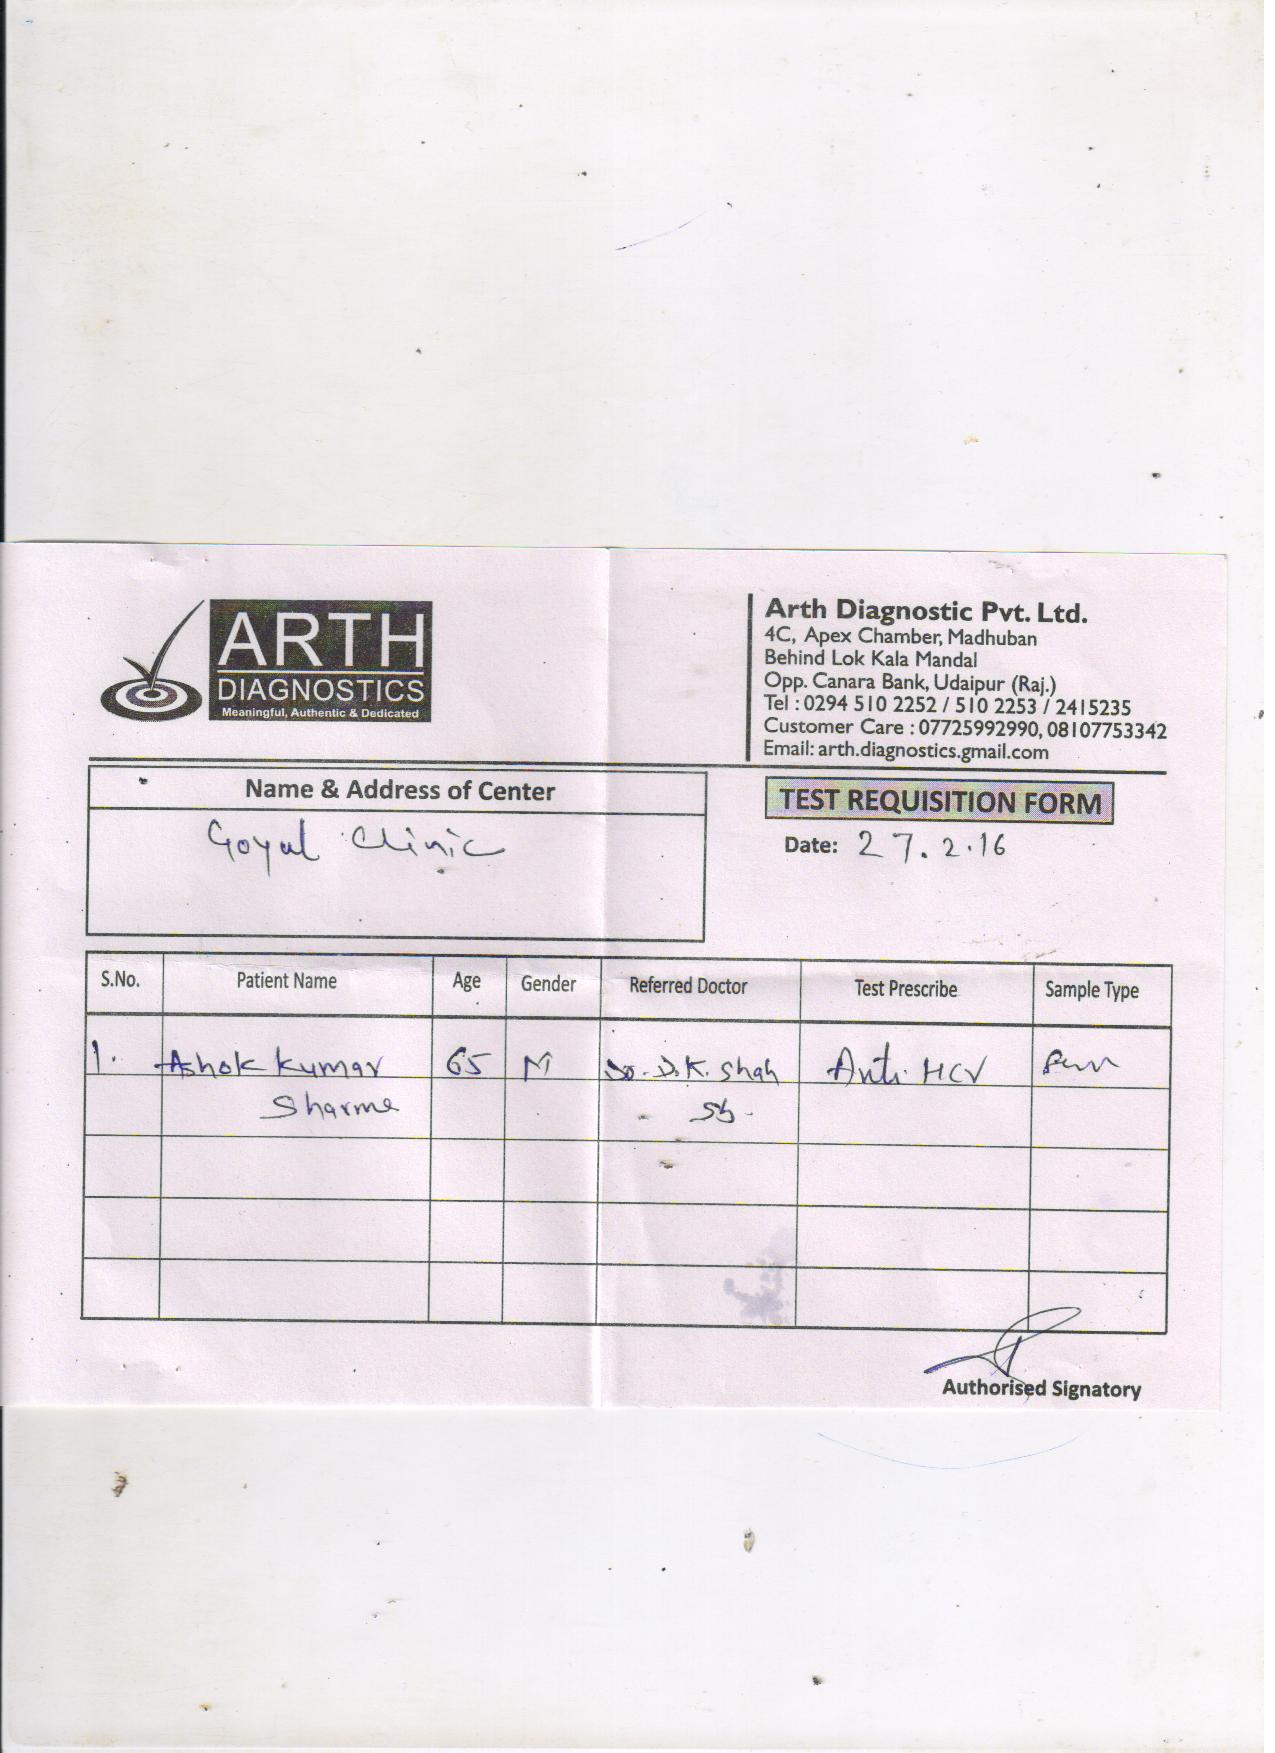 ARTH
DIAGNOSTICS
Meaningful, Authentic & Dedicated
Arth Diagnostic Pvt. Ltd.
4C, Apex Chamber, Madhuban
Behind Lok Kala Mandal
Opp. Canara Bank, Udaipur (Raj.)
Tel : 0294 510 2252 / 510 2253 / 2415235
Customer Care : 07725992990, 08107753342
Email: arth.diagnostics.gmail.com
Name & Address of Center
Goyal Clinic
TEST REQUISITION FORM
Date: 27.2.16
S.No. Patient Name Age Gender Referred Doctor Test Prescribe Sample Type
1. Ashok Kumar 65 M Dr. D.K. Shah Anti HCV
Sharma
Authorised Signatory